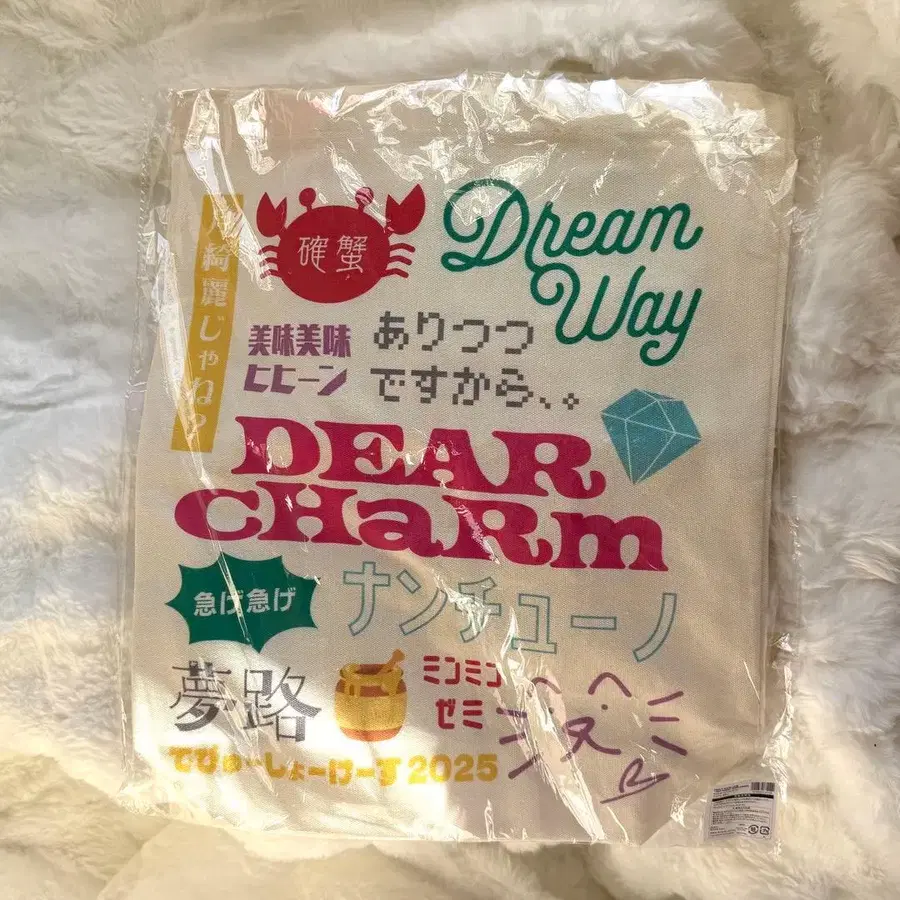 綺麗じゃね?
確蟹
Dream
Way
美味美味
ヒヒーン
ありつつ
ですから、。
DEAR
CHaRm
急げ急げ
ナンチューノ
夢路
ミンミン
ゼミ
でびゅーしょーけーす2025